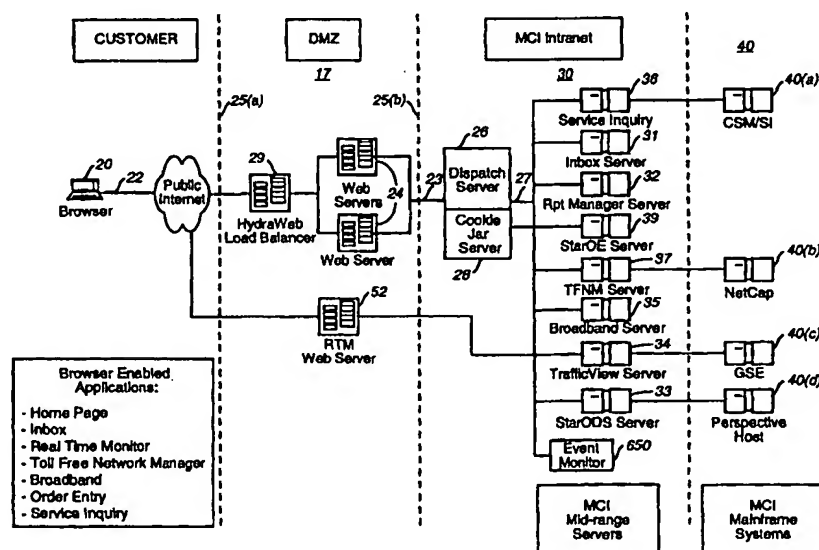 CUSTOMER
DMZ
17
MCI Intranet
30
40
25(a)
25(b)
36
40(a)
Service Inquiry
CSM/SI
31
Inbox Server
20
22
Browser
Public
Internet
29
HydraWeb
Load Balancer
Web
Servers
24
Web Server
23
26
Dispatch
Server
27
Cookie
Jar
Server
28
32
Rpt Manager Server
39
StarOE Server
37
40(b)
TFNM Server
NetCap
35
Broadband Server
52
RTM
Web Server
34
40(c)
TrafficView Server
GSE
33
40(d)
StarODS Server
Perspective
Host
Event
Monitor
650
Browser Enabled
Applications:
- Home Page
- Inbox
- Real Time Monitor
- Toll Free Network Manager
- Broadband
- Order Entry
- Service Inquiry
MCI
Mid-range
Servers
MCI
Mainframe
Systems